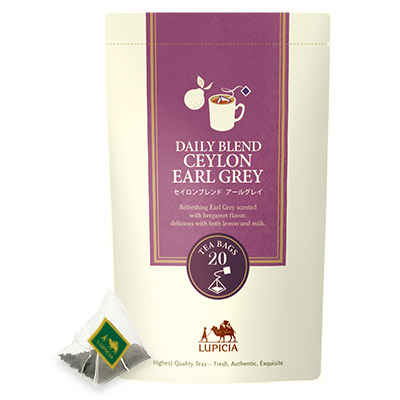 DAILY BLEND
CEYLON
EARL GREY
セイロンブレンド アールグレイ
Refreshing Earl Grey scented
with bergamot flavor,
delicious with both lemon and milk.
TEA BAGS
20
LUPICIA
LUPICIA
Highest Quality Teas – Fresh, Authentic, Exquisite